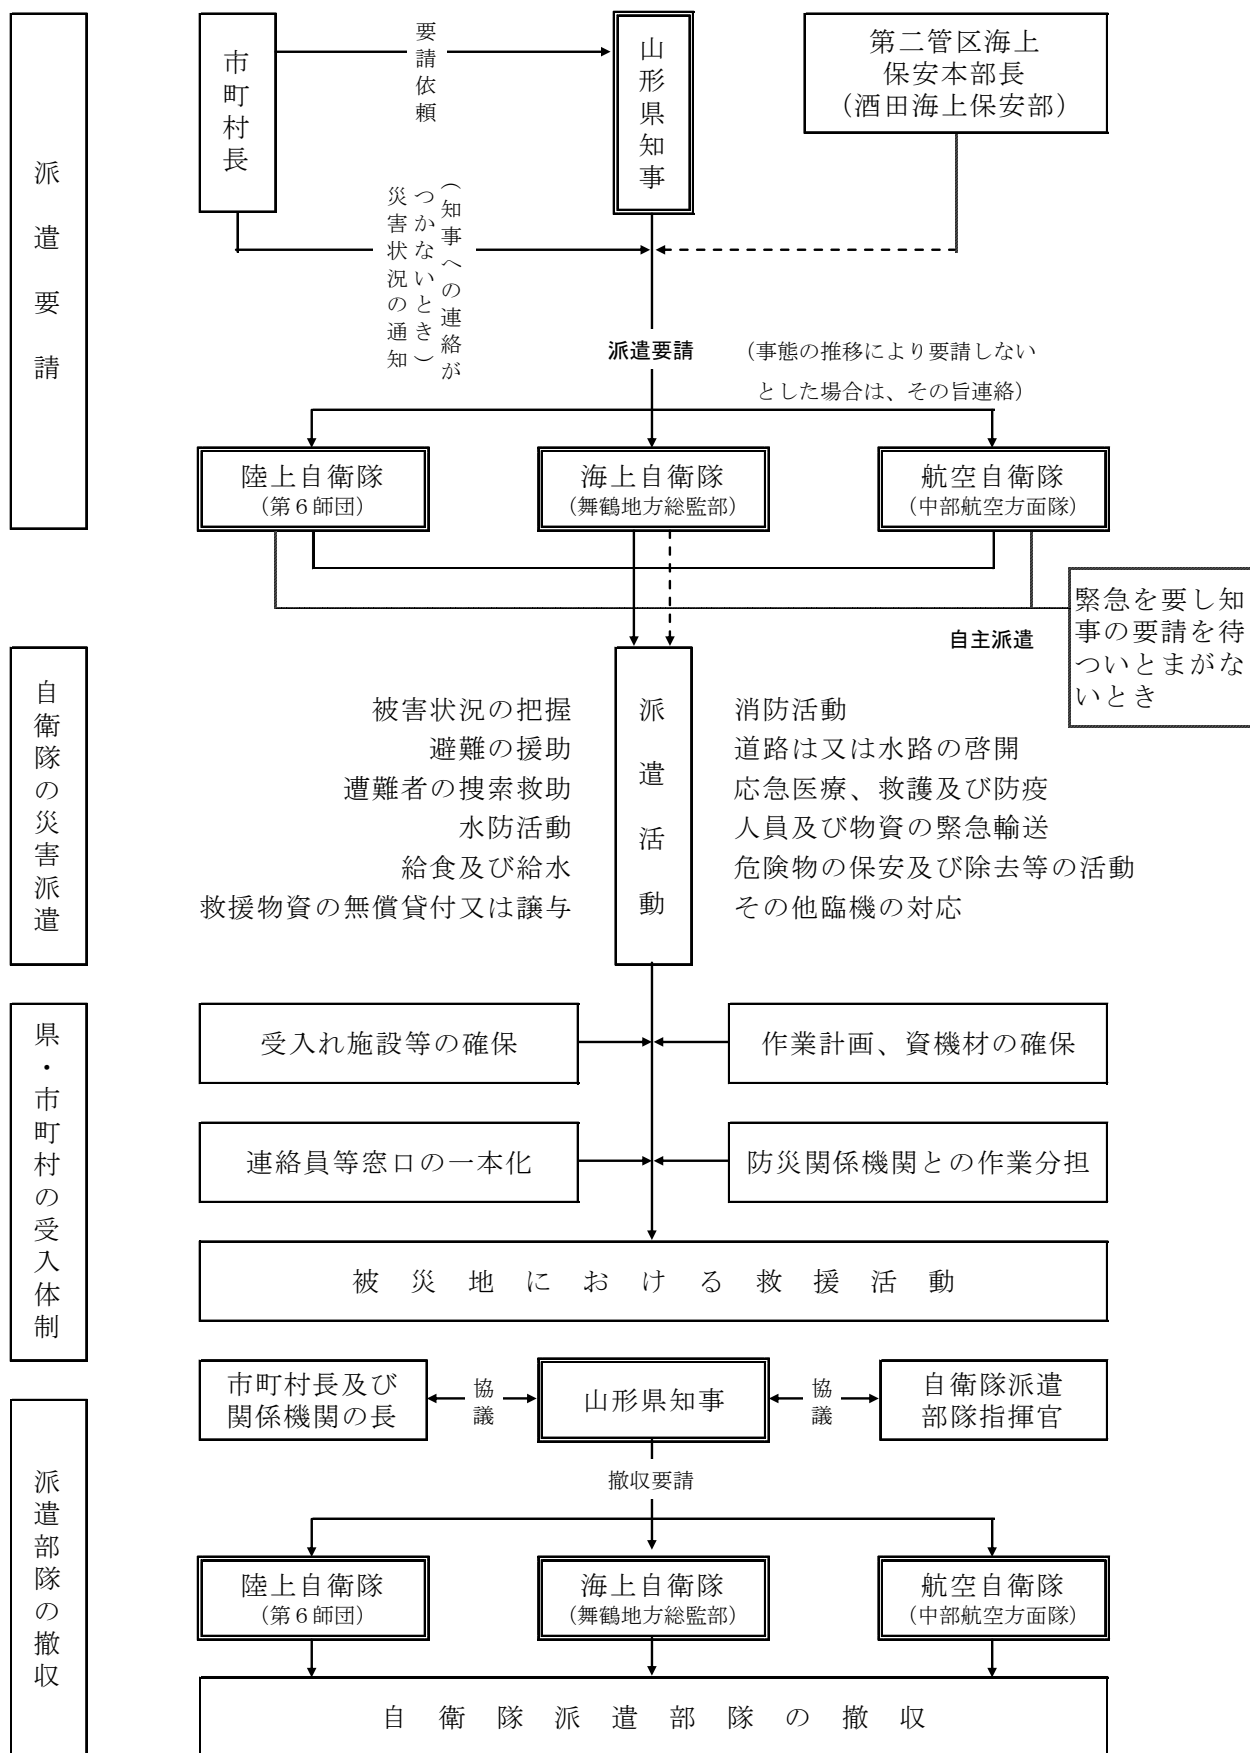 派遣要請
市町村長
要請依頼
山形県知事
第二管区海上
保安本部長
（酒田海上保安部）
（知事への連絡が
つかないとき）
災害状況の通知
派遣要請
（事態の推移により要請しない
とした場合は、その旨連絡）
陸上自衛隊
（第６師団）
海上自衛隊
（舞鶴地方総監部）
航空自衛隊
（中部航空方面隊）
緊急を要し知
事の要請を待
ついとまがな
いとき
自主派遣
自衛隊の災害派遣
派遣活動
被害状況の把握
避難の援助
遭難者の捜索救助
水防活動
給食及び給水
救援物資の無償貸付又は譲与
消防活動
道路は又は水路の啓開
応急医療、救護及び防疫
人員及び物資の緊急輸送
危険物の保安及び除去等の活動
その他臨機の対応
県・市町村の受入体制
受入れ施設等の確保
作業計画、資機材の確保
連絡員等窓口の一本化
防災関係機関との作業分担
被災地における救援活動
派遣部隊の撤収
市町村長及び
関係機関の長
協議
山形県知事
協議
自衛隊派遣
部隊指揮官
撤収要請
陸上自衛隊
（第６師団）
海上自衛隊
（舞鶴地方総監部）
航空自衛隊
（中部航空方面隊）
自衛隊派遣部隊の撤収